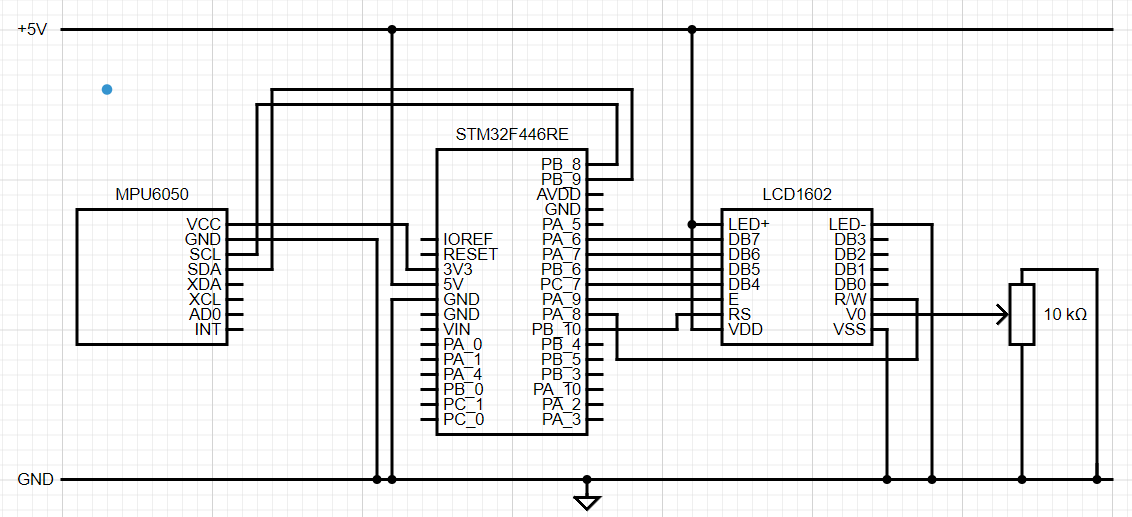 +5V
STM32F446RE
MPU6050
LCD1602
VCC
GND
SCL
SDA
XDA
XCL
AD0
INT
IOREF
RESET
3V3
5V
GND
GND
VIN
PA_0
PA_1
PA_4
PB_0
PC_1
PC_0
PB_8
PB_9
AVDD
GND
PA_5
PA_6
PA_7
PB_6
PC_7
PA_9
PA_8
PB_10
PB_4
PB_5
PB_3
PA_10
PA_2
PA_3
LED+
DB7
DB6
DB5
DB4
E
RS
VDD
LED-
DB3
DB2
DB1
DB0
R/W
V0
VSS
10 kΩ
GND